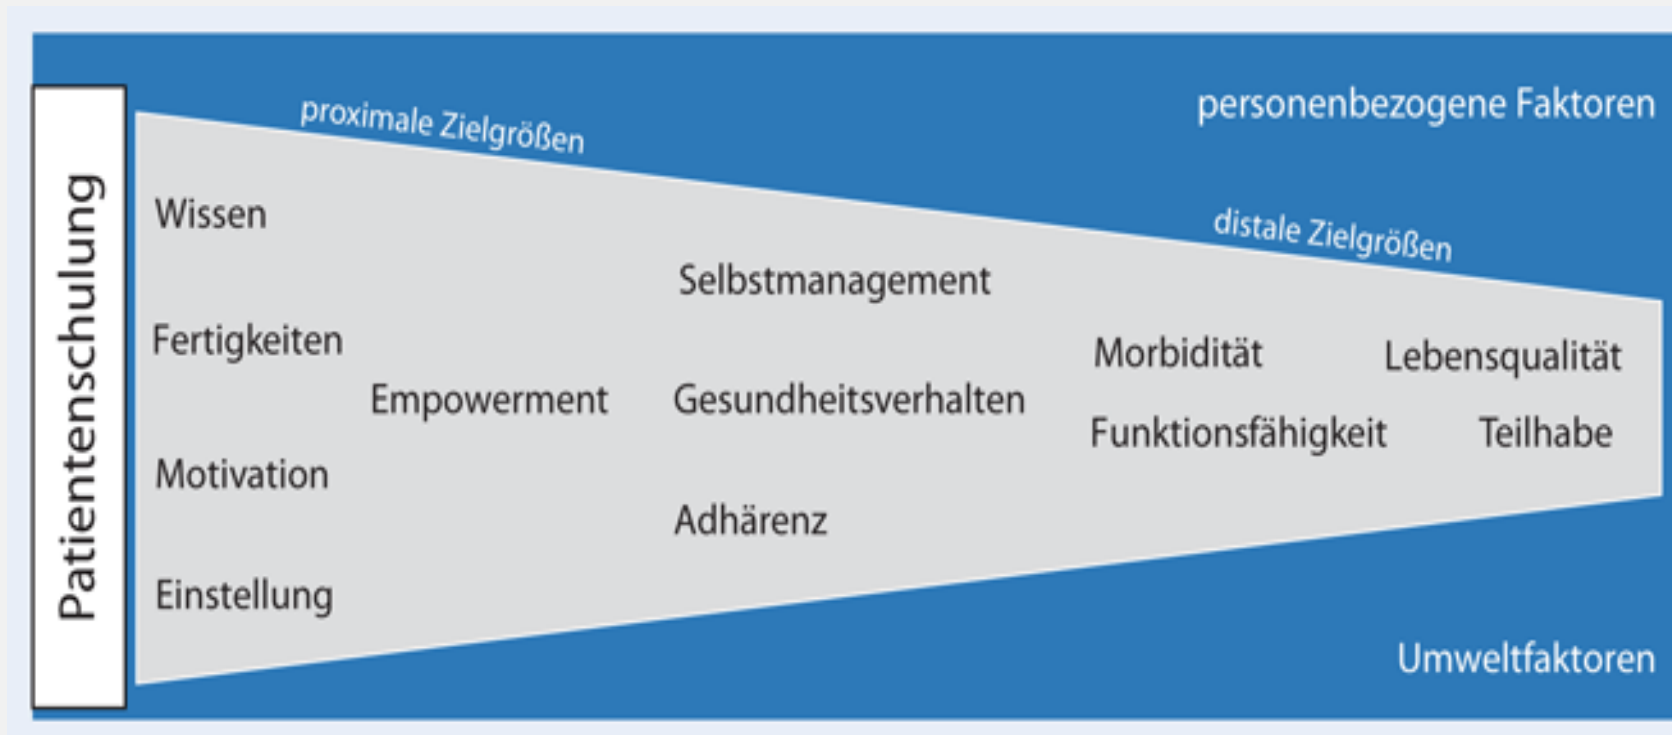 Patientenschulung
proximale Zielgrößen
personenbezogene Faktoren
distale Zielgrößen
Wissen
Fertigkeiten
Motivation
Einstellung
Empowerment
Selbstmanagement
Gesundheitsverhalten
Adhärenz
Morbidität
Funktionsfähigkeit
Lebensqualität
Teilhabe
Umweltfaktoren